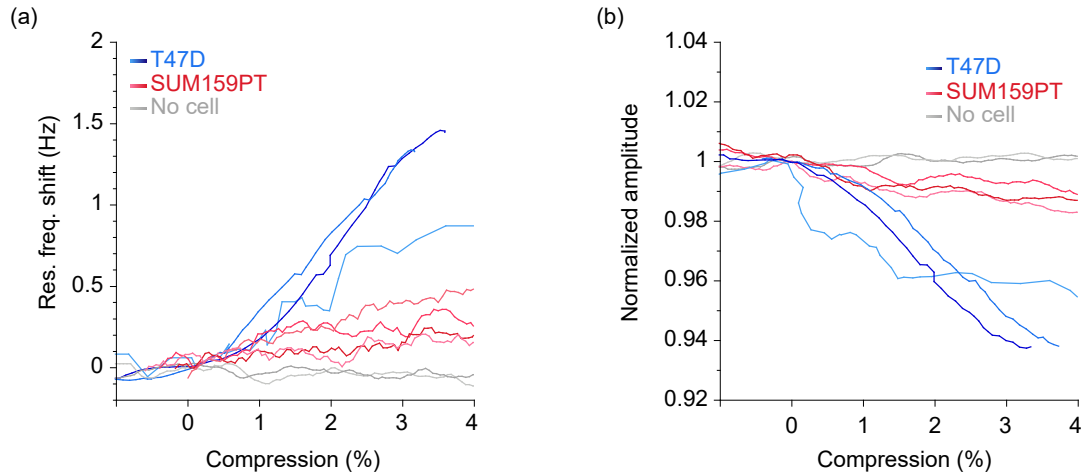 (a)
2
1.5
1
0.5
0
0
1
2
3
4
Res. freq. shift (Hz)
Compression (%)
T47D
SUM159PT
No cell
(b)
1.04
1.02
1
0.98
0.96
0.94
0.92
0
1
2
3
4
Normalized amplitude
Compression (%)
T47D
SUM159PT
No cell